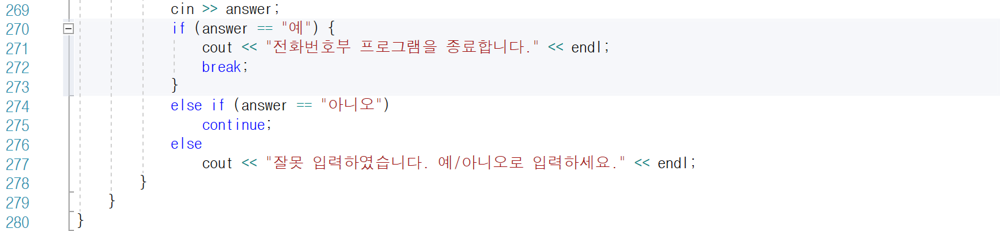 269 cin >> answer;
270 if (answer == "예") {
271 cout << "전화번호부 프로그램을 종료합니다." << endl;
272 break;
273 }
274 else if (answer == "아니오")
275 continue;
276 else
277 cout << "잘못 입력하였습니다. 예/아니오로 입력하세요." << endl;
278 }
279 }
280 }